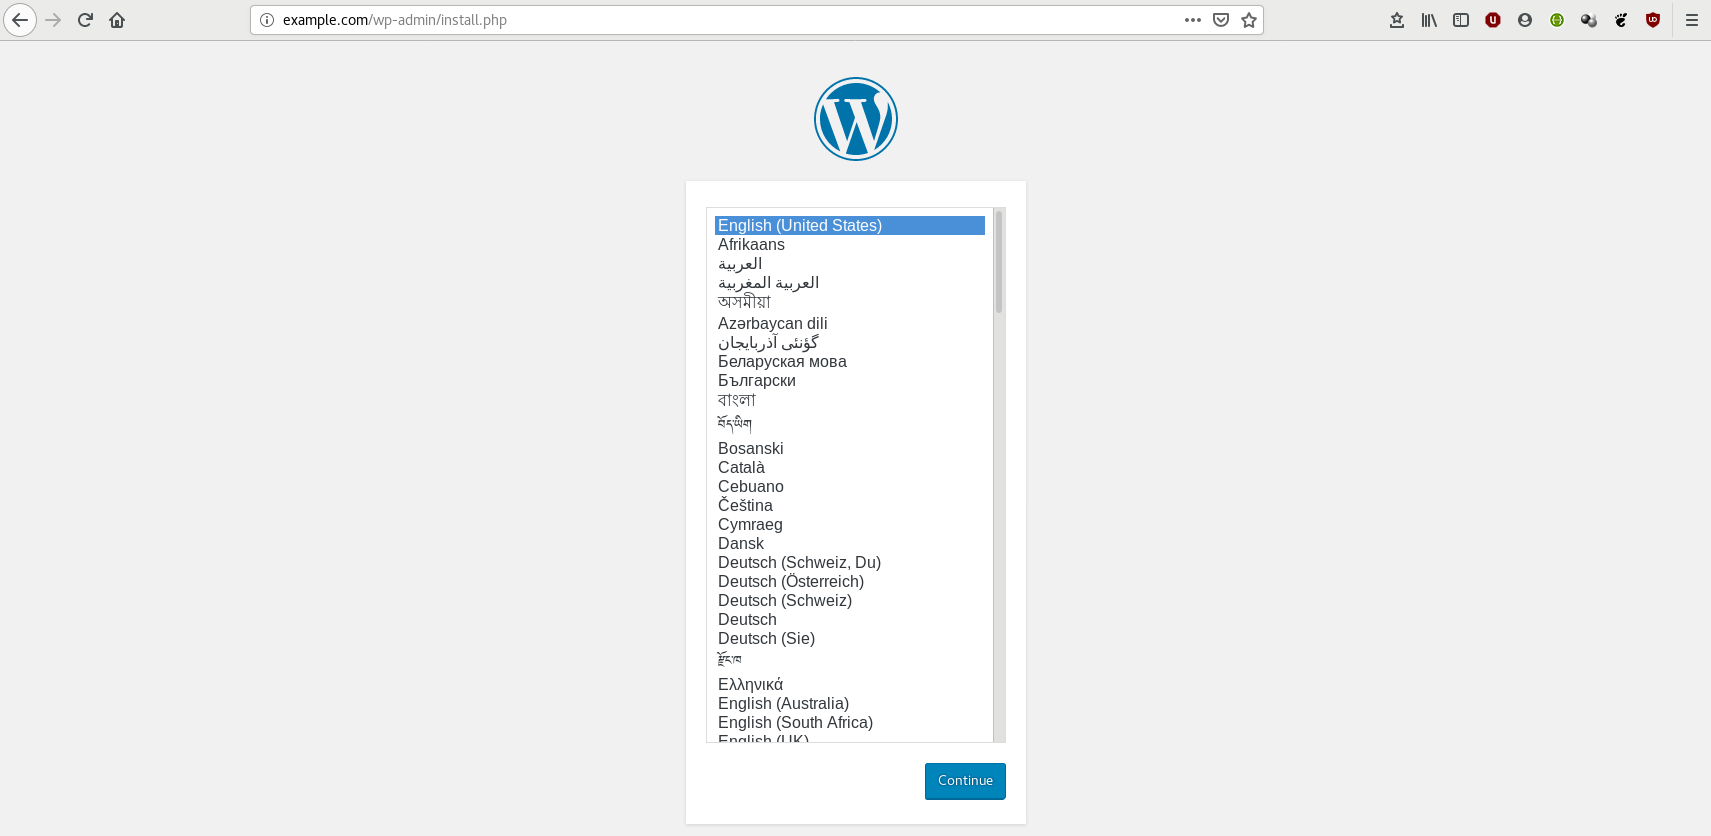 example.com/wp-admin/install.php
English (United States)
Afrikaans
العربية
العربية المغربية
অসমীয়া
Azərbaycan dili
گؤنئی آذربایجان
Беларуская мова
Български
বাংলা
བོད་ཡིག
Bosanski
Català
Cebuano
Čeština
Cymraeg
Dansk
Deutsch (Schweiz, Du)
Deutsch (Österreich)
Deutsch (Schweiz)
Deutsch
Deutsch (Sie)
རྫོང་ཁ
Ελληνικά
English (Australia)
English (South Africa)
English (UK)
Continue